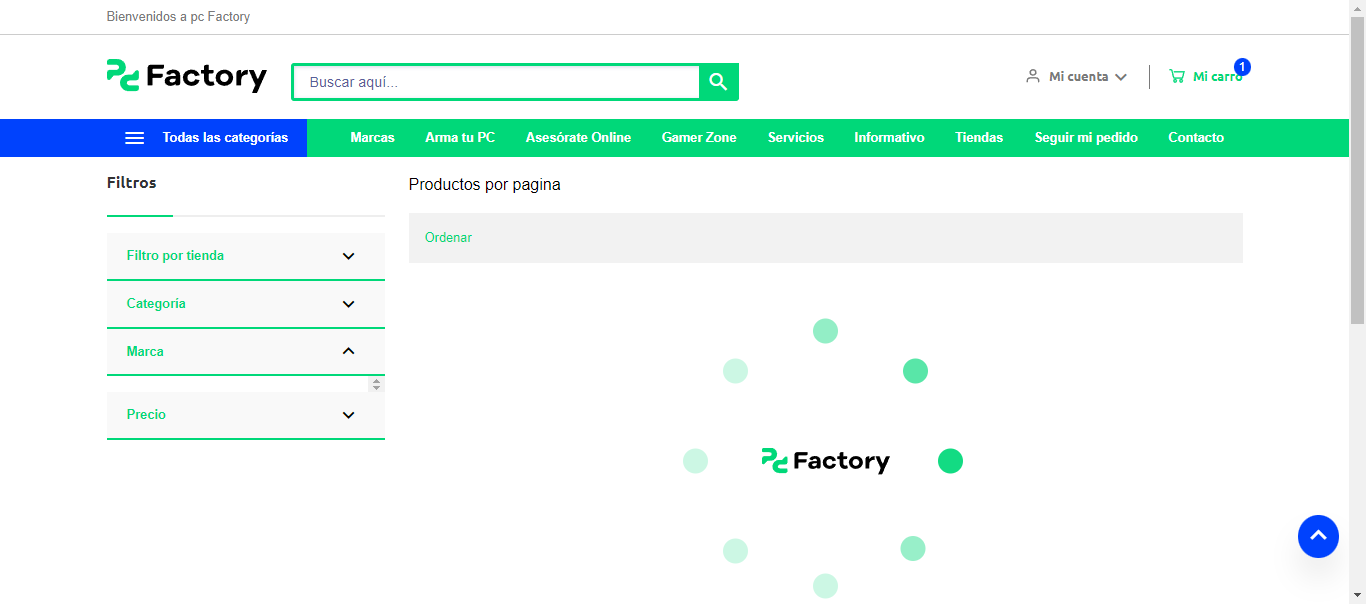 Bienvenidos a pc Factory
pc Factory
Buscar aquí...
Mi cuenta
Mi carro
1
Todas las categorías
Marcas
Arma tu PC
Asesórate Online
Gamer Zone
Servicios
Informativo
Tiendas
Seguir mi pedido
Contacto
Filtros
Filtro por tienda
Categoría
Marca
Precio
Productos por pagina
Ordenar
pc Factory